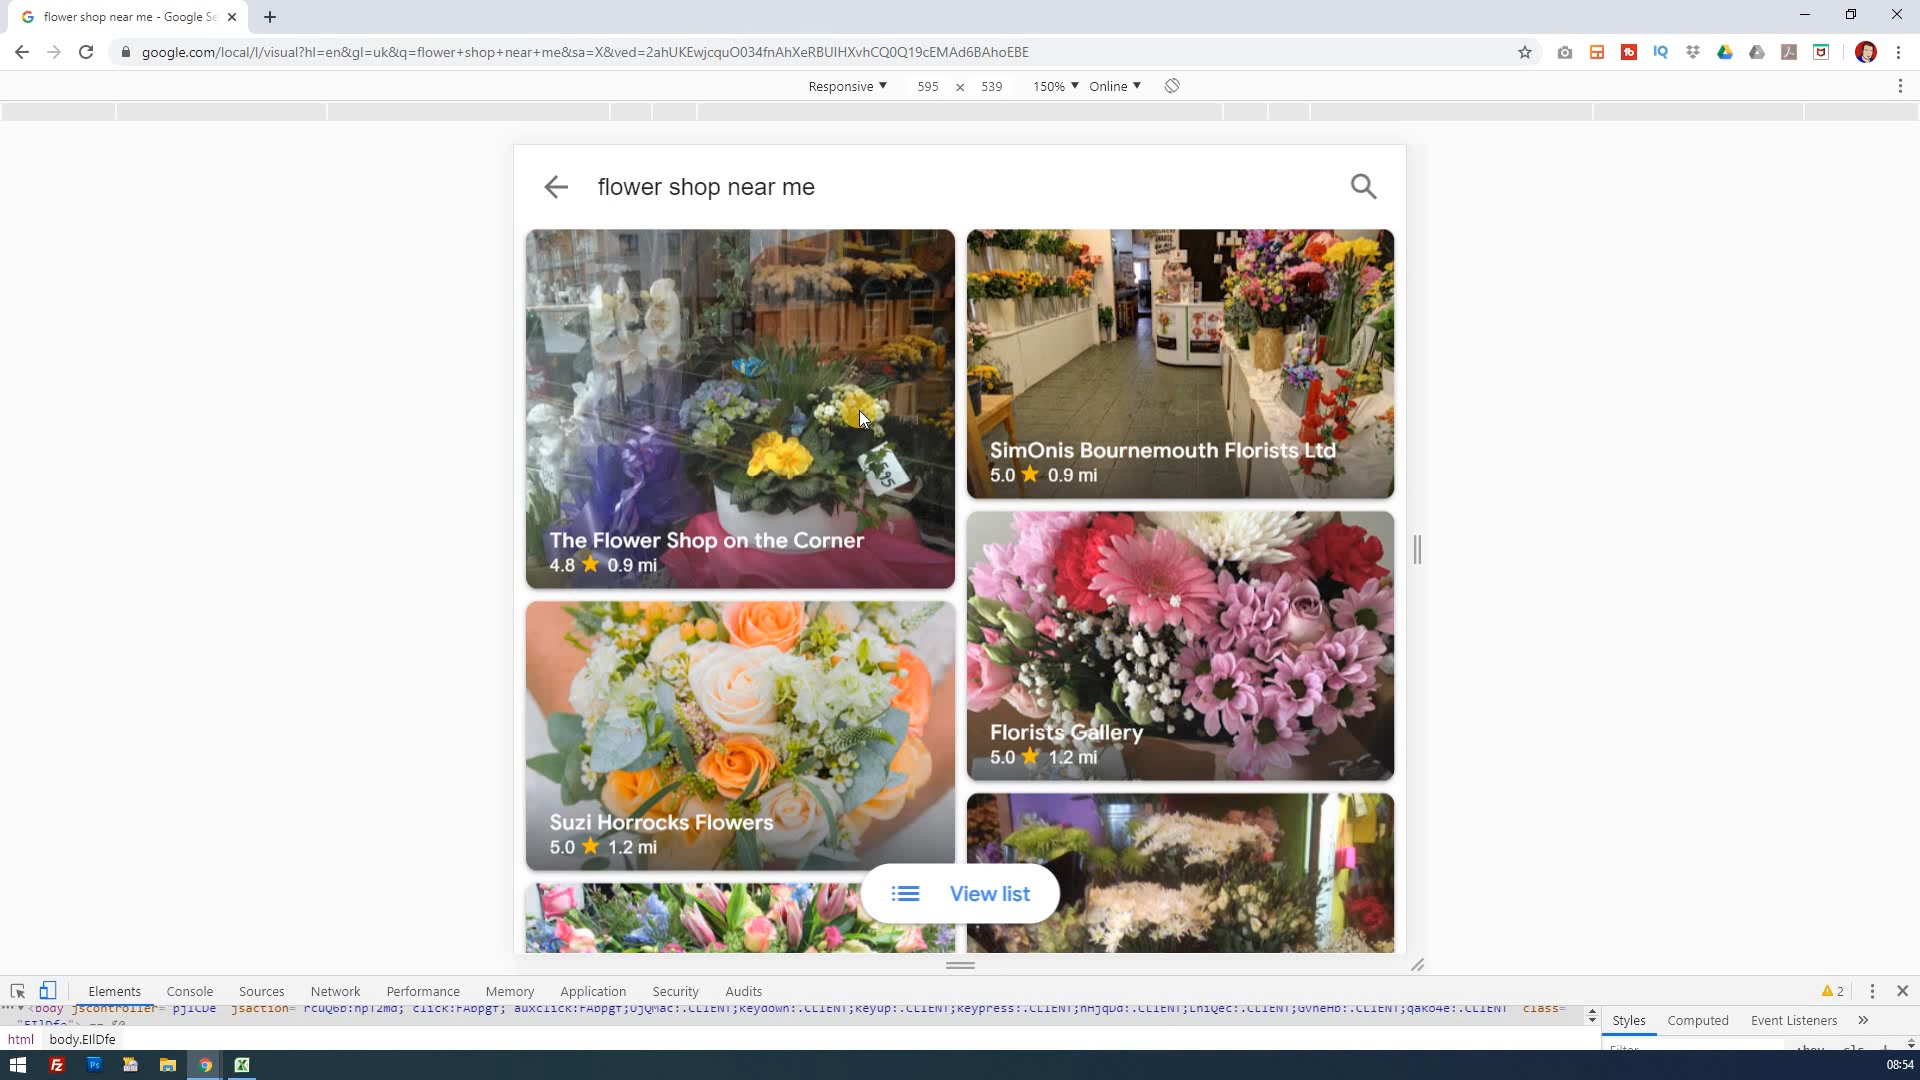 flower shop near me - Google Se
google.com/local/l/visual?hl=en&gl=uk&q=flower+shop+near+me&sa=X&ved=2ahUKEwjcquO034fnAhXeRBUIHXvhCQ0Q19cEMAd6BAhoEBE
Responsive ▼ 595 × 539 150% ▼ Online ▼
flower shop near me
SimOnis Bournemouth Florists Ltd
5.0 ★ 0.9 mi
£5.95
The Flower Shop on the Corner
4.8 ★ 0.9 mi
Florists Gallery
5.0 ★ 1.2 mi
Suzi Horrocks Flowers
5.0 ★ 1.2 mi
View list
Elements Console Sources Network Performance Memory Application Security Audits 2
Styles Computed Event Listeners »
html body.EIlDfe
08:54